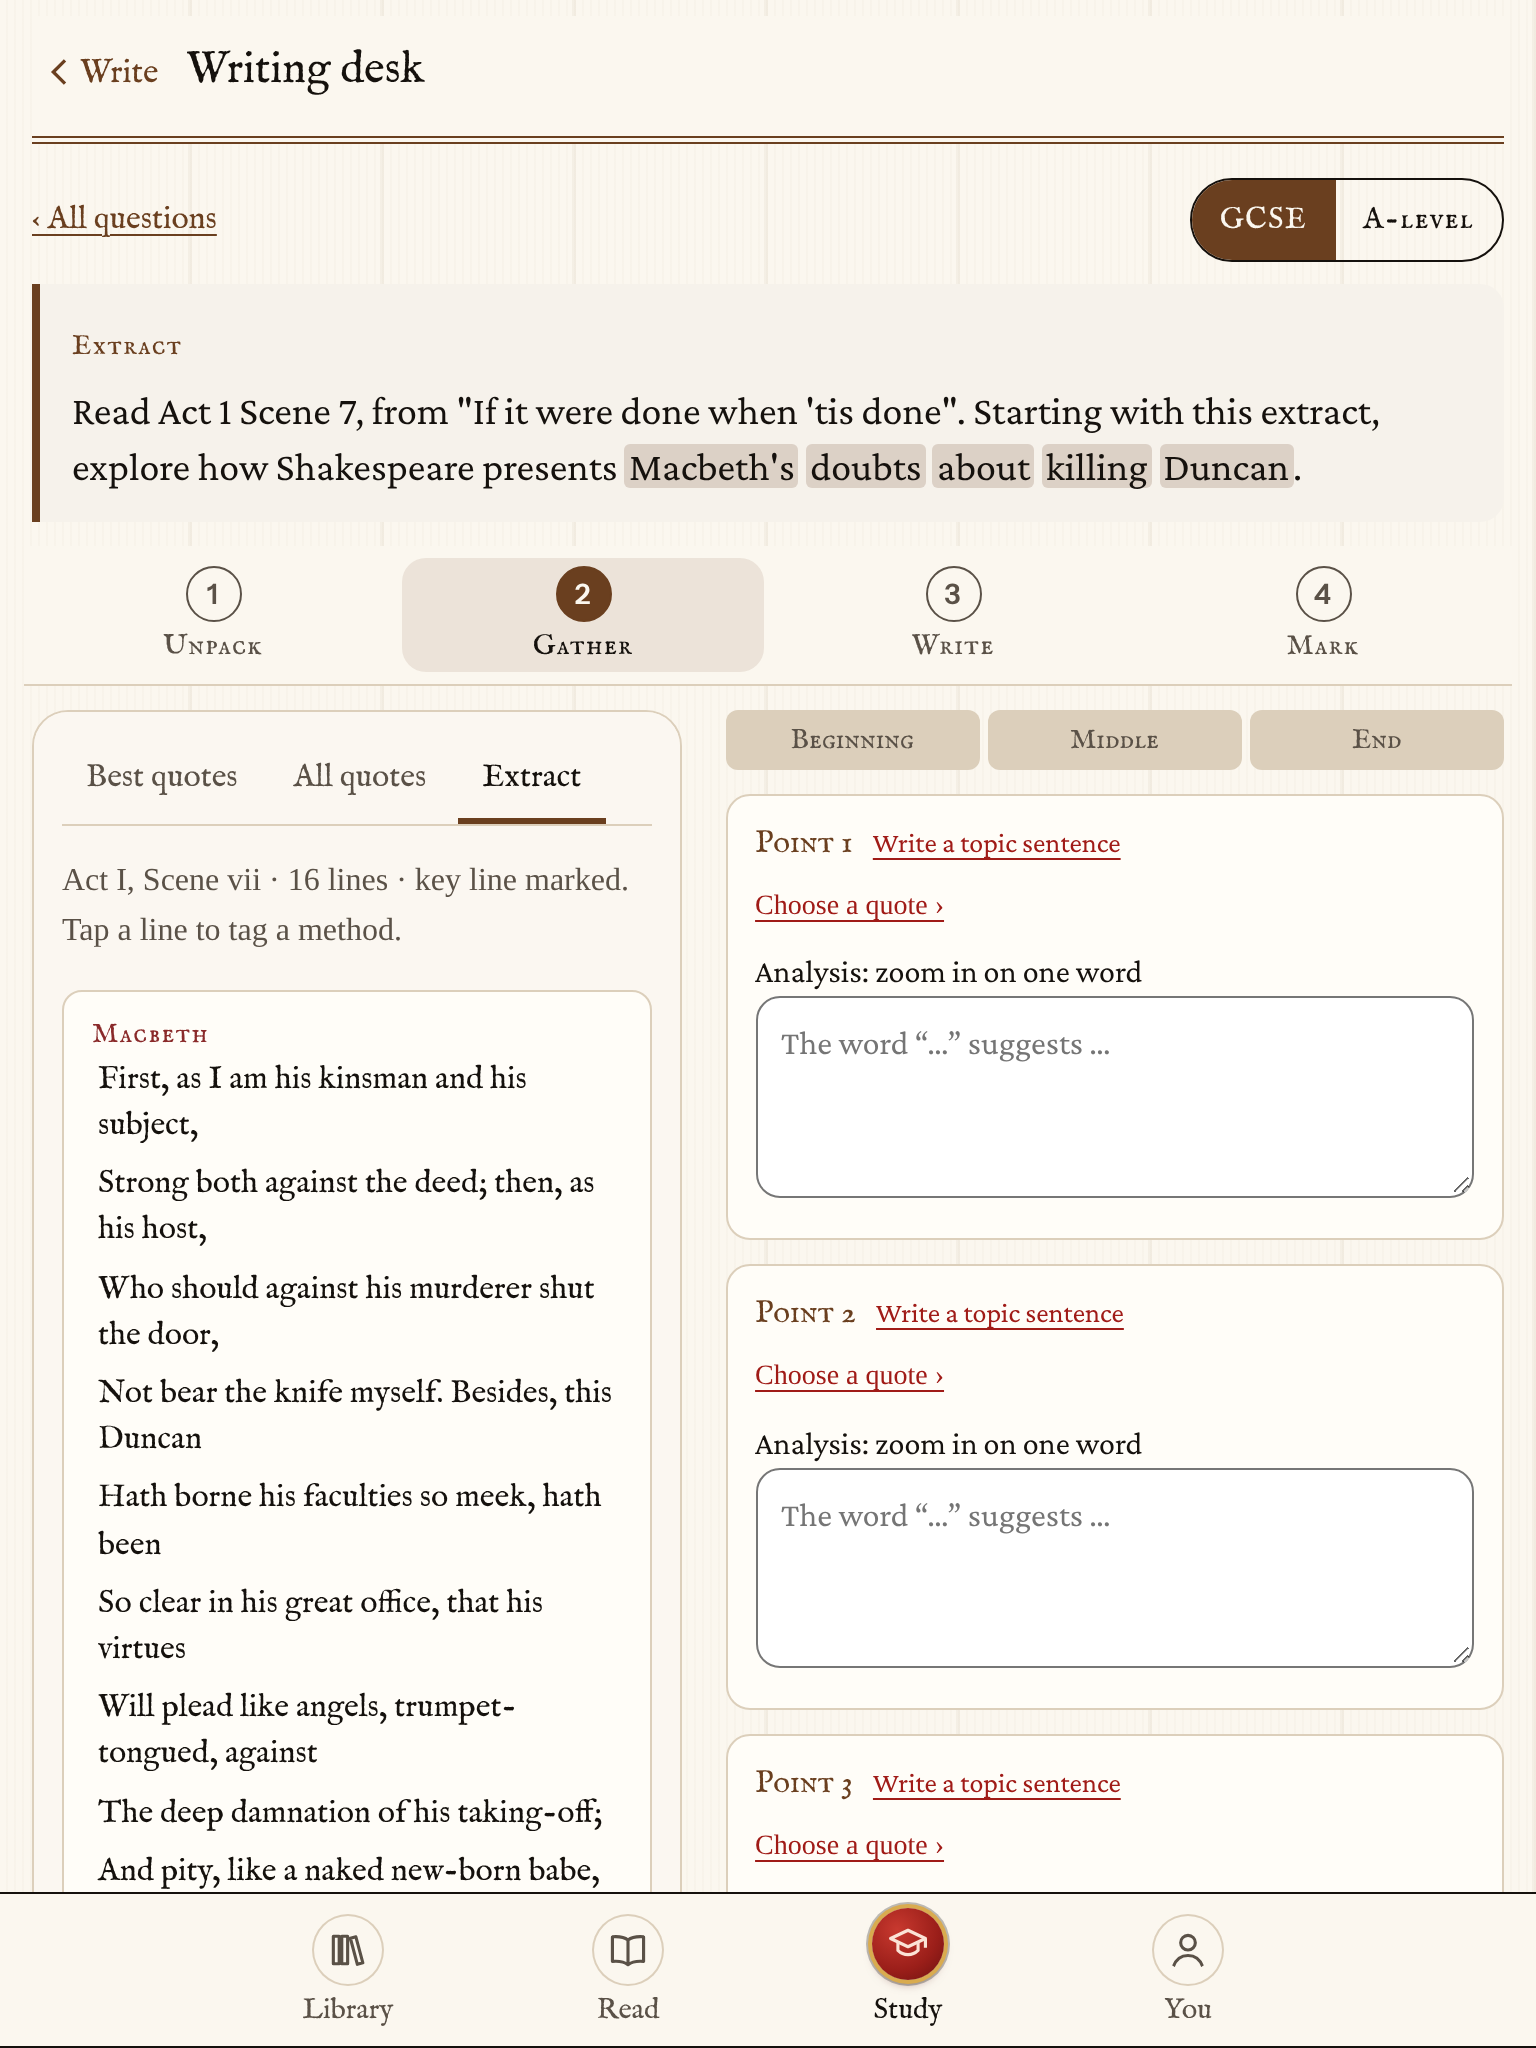 Write Writing desk
‹ All questions
GCSE A-level
Extract
Read Act 1 Scene 7, from "If it were done when 'tis done". Starting with this extract,
explore how Shakespeare presents Macbeth's doubts about killing Duncan.
1 Unpack
2 Gather
3 Write
4 Mark
Best quotes All quotes Extract
Act I, Scene vii · 16 lines · key line marked.
Tap a line to tag a method.
Macbeth
First, as I am his kinsman and his
subject,
Strong both against the deed; then, as
his host,
Who should against his murderer shut
the door,
Not bear the knife myself. Besides, this
Duncan
Hath borne his faculties so meek, hath
been
So clear in his great office, that his
virtues
Will plead like angels, trumpet-
tongued, against
The deep damnation of his taking-off;
And pity, like a naked new-born babe,
Beginning Middle End
Point 1 Write a topic sentence
Choose a quote ›
Analysis: zoom in on one word
The word “…” suggests …
Point 2 Write a topic sentence
Choose a quote ›
Analysis: zoom in on one word
The word “…” suggests …
Point 3 Write a topic sentence
Choose a quote ›
Library Read Study You